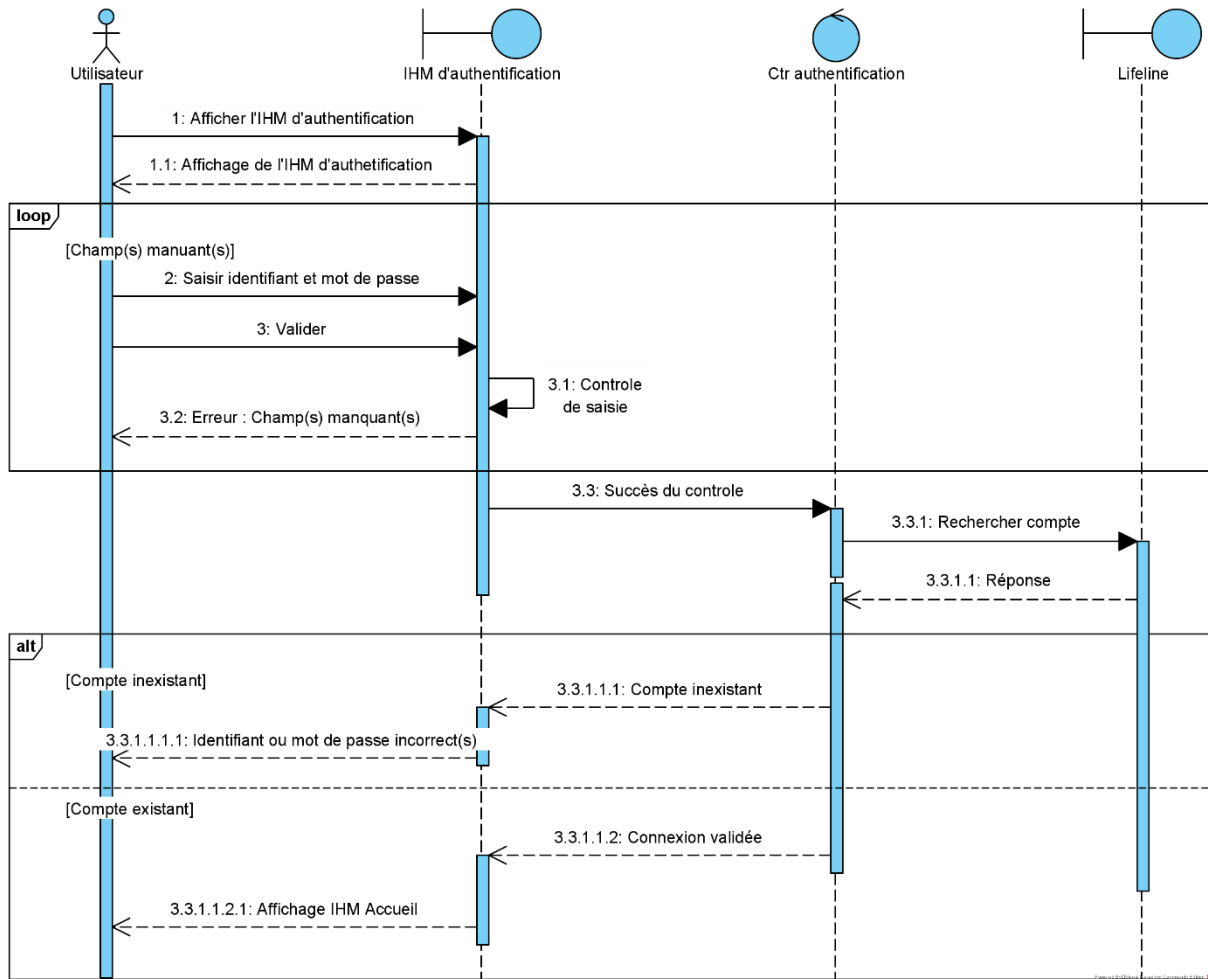 Utilisateur
IHM d'authentification
Ctr authentification
Lifeline
1: Afficher l'IHM d'authentification
1.1: Affichage de l'IHM d'authetification
loop
[Champ(s) manuant(s)]
2: Saisir identifiant et mot de passe
3: Valider
3.1: Controle
de saisie
3.2: Erreur : Champ(s) manquant(s)
3.3: Succès du controle
3.3.1: Rechercher compte
3.3.1.1: Réponse
alt
[Compte inexistant]
3.3.1.1.1: Compte inexistant
3.3.1.1.1.1: Identifiant ou mot de passe incorrect(s)
[Compte existant]
3.3.1.1.2: Connexion validée
3.3.1.1.2.1: Affichage IHM Accueil